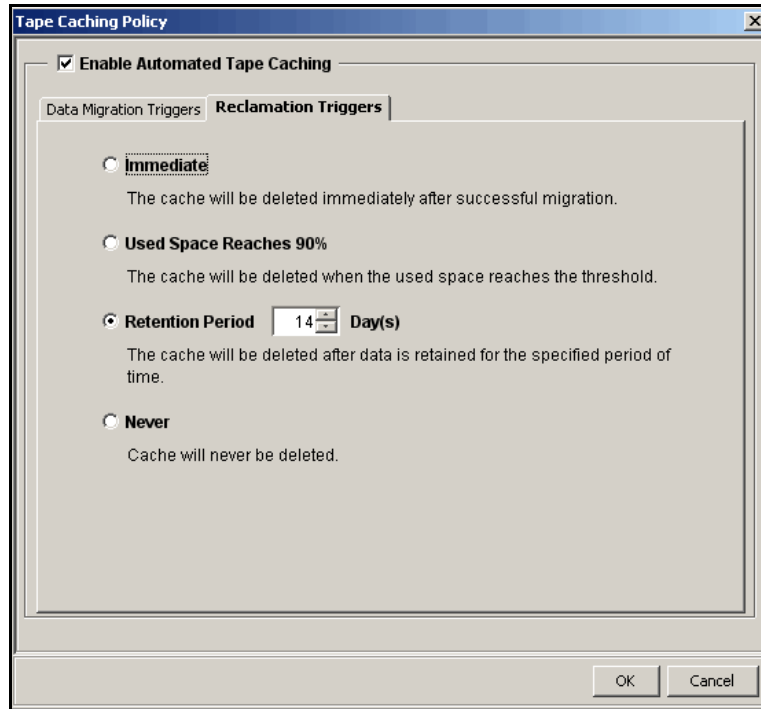 Tape Caching Policy
Enable Automated Tape Caching
Data Migration Triggers Reclamation Triggers
Immediate
The cache will be deleted immediately after successful migration.
Used Space Reaches 90%
The cache will be deleted when the used space reaches the threshold.
Retention Period 14 Day(s)
The cache will be deleted after data is retained for the specified period of
time.
Never
Cache will never be deleted.
OK Cancel